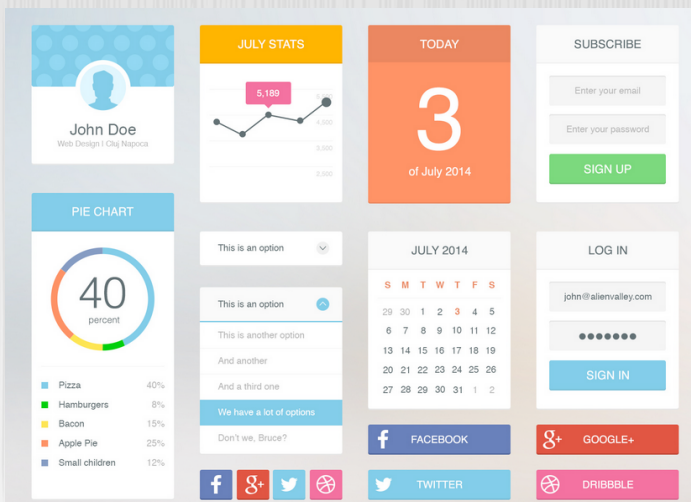 John Doe
Web Design | Cluj Napoca
PIE CHART
40
percent
Pizza 40%
Hamburgers 8%
Bacon 15%
Apple Pie 25%
Small children 12%
JULY STATS
5,189
4,500
3,500
2,500
This is an option
This is an option
This is another option
And another
And a third one
We have a lot of options
Don't we, Bruce?
f 8+
TODAY
3
of July 2014
JULY 2014
S M T W T F S
29 30 1 2 3 4 5
6 7 8 9 10 11 12
13 14 15 16 17 18 19
20 21 22 23 24 25 26
27 28 29 30 31 1 2
f FACEBOOK
TWITTER
SUBSCRIBE
Enter your email
Enter your password
SIGN UP
LOG IN
john@alienvalley.com
SIGN IN
8+ GOOGLE+
DRIBBBLE